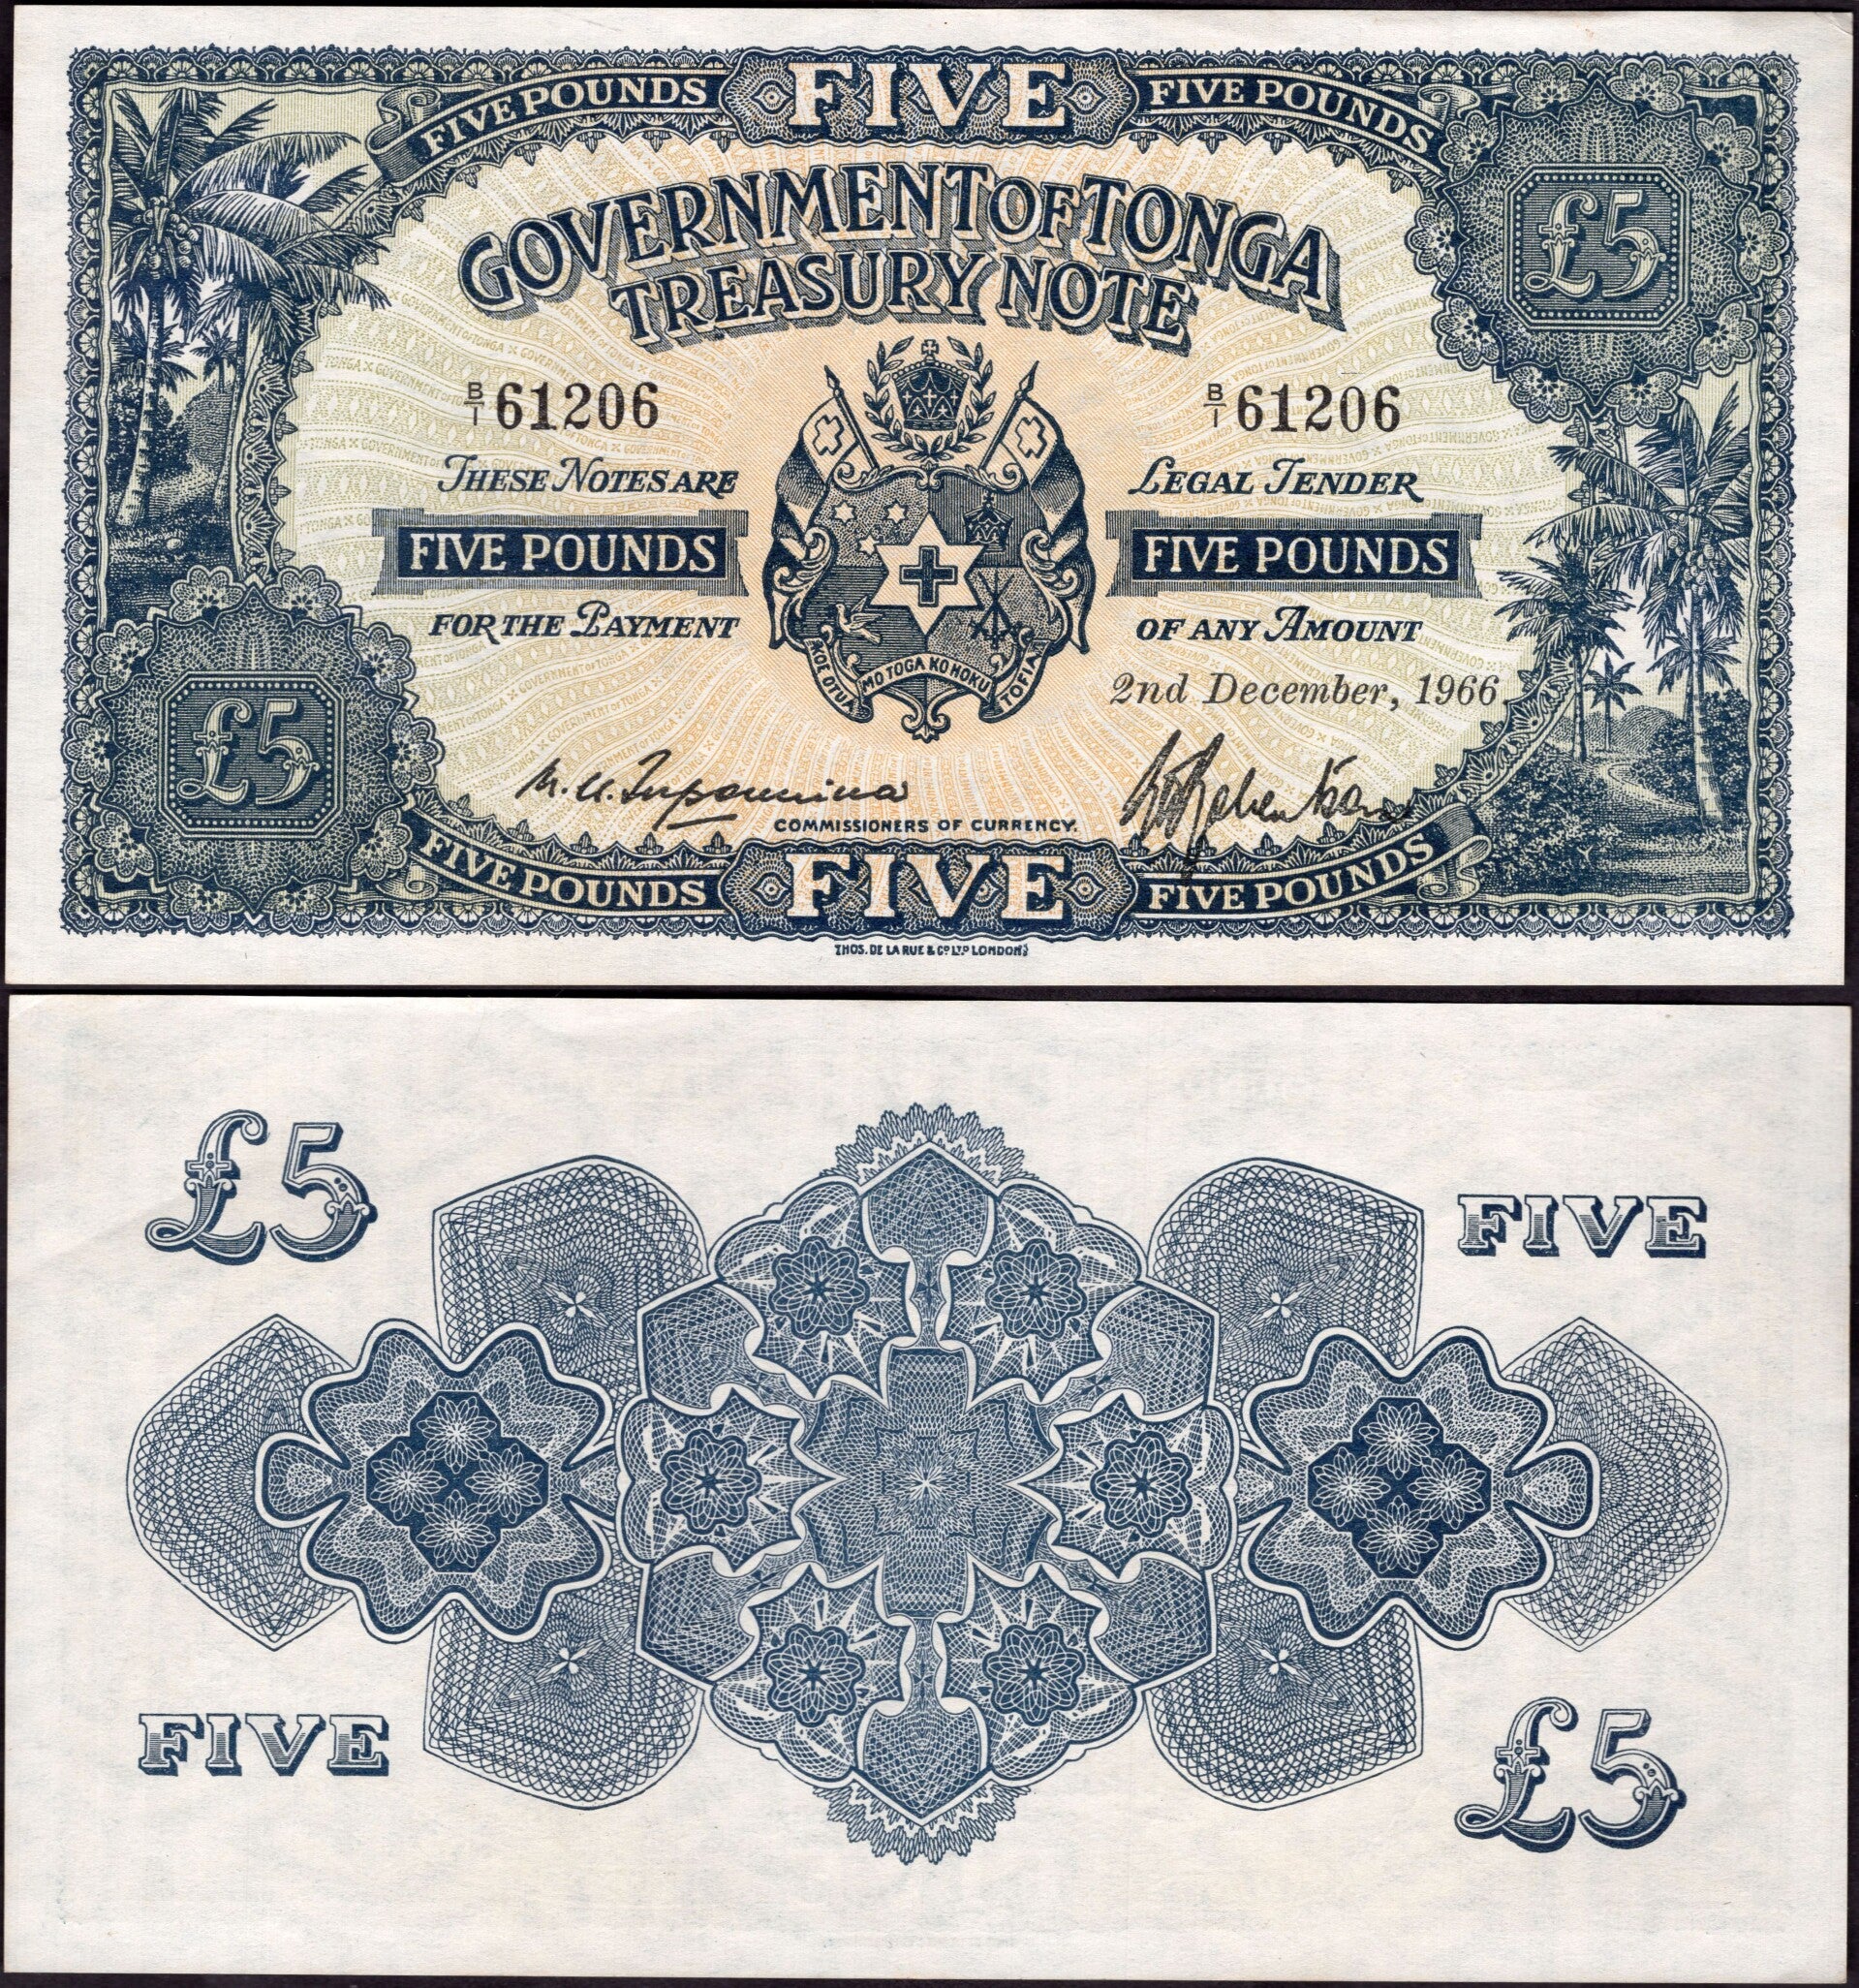 FIVE POUNDS FIVE FIVE POUNDS
£5
GOVERNMENT OF TONGA
TREASURY NOTE
B/1 61206 B/1 61206
THESE NOTES ARE LEGAL TENDER
FIVE POUNDS FIVE POUNDS
FOR THE PAYMENT OF ANY AMOUNT
KOE OTUA MO TOGA KO HOKU TOFIA
2nd December, 1966.
£5
COMMISSIONERS OF CURRENCY.
FIVE POUNDS FIVE FIVE POUNDS
THOS. DE LA RUE & Co. LTD. LONDON.
£5 FIVE
FIVE £5